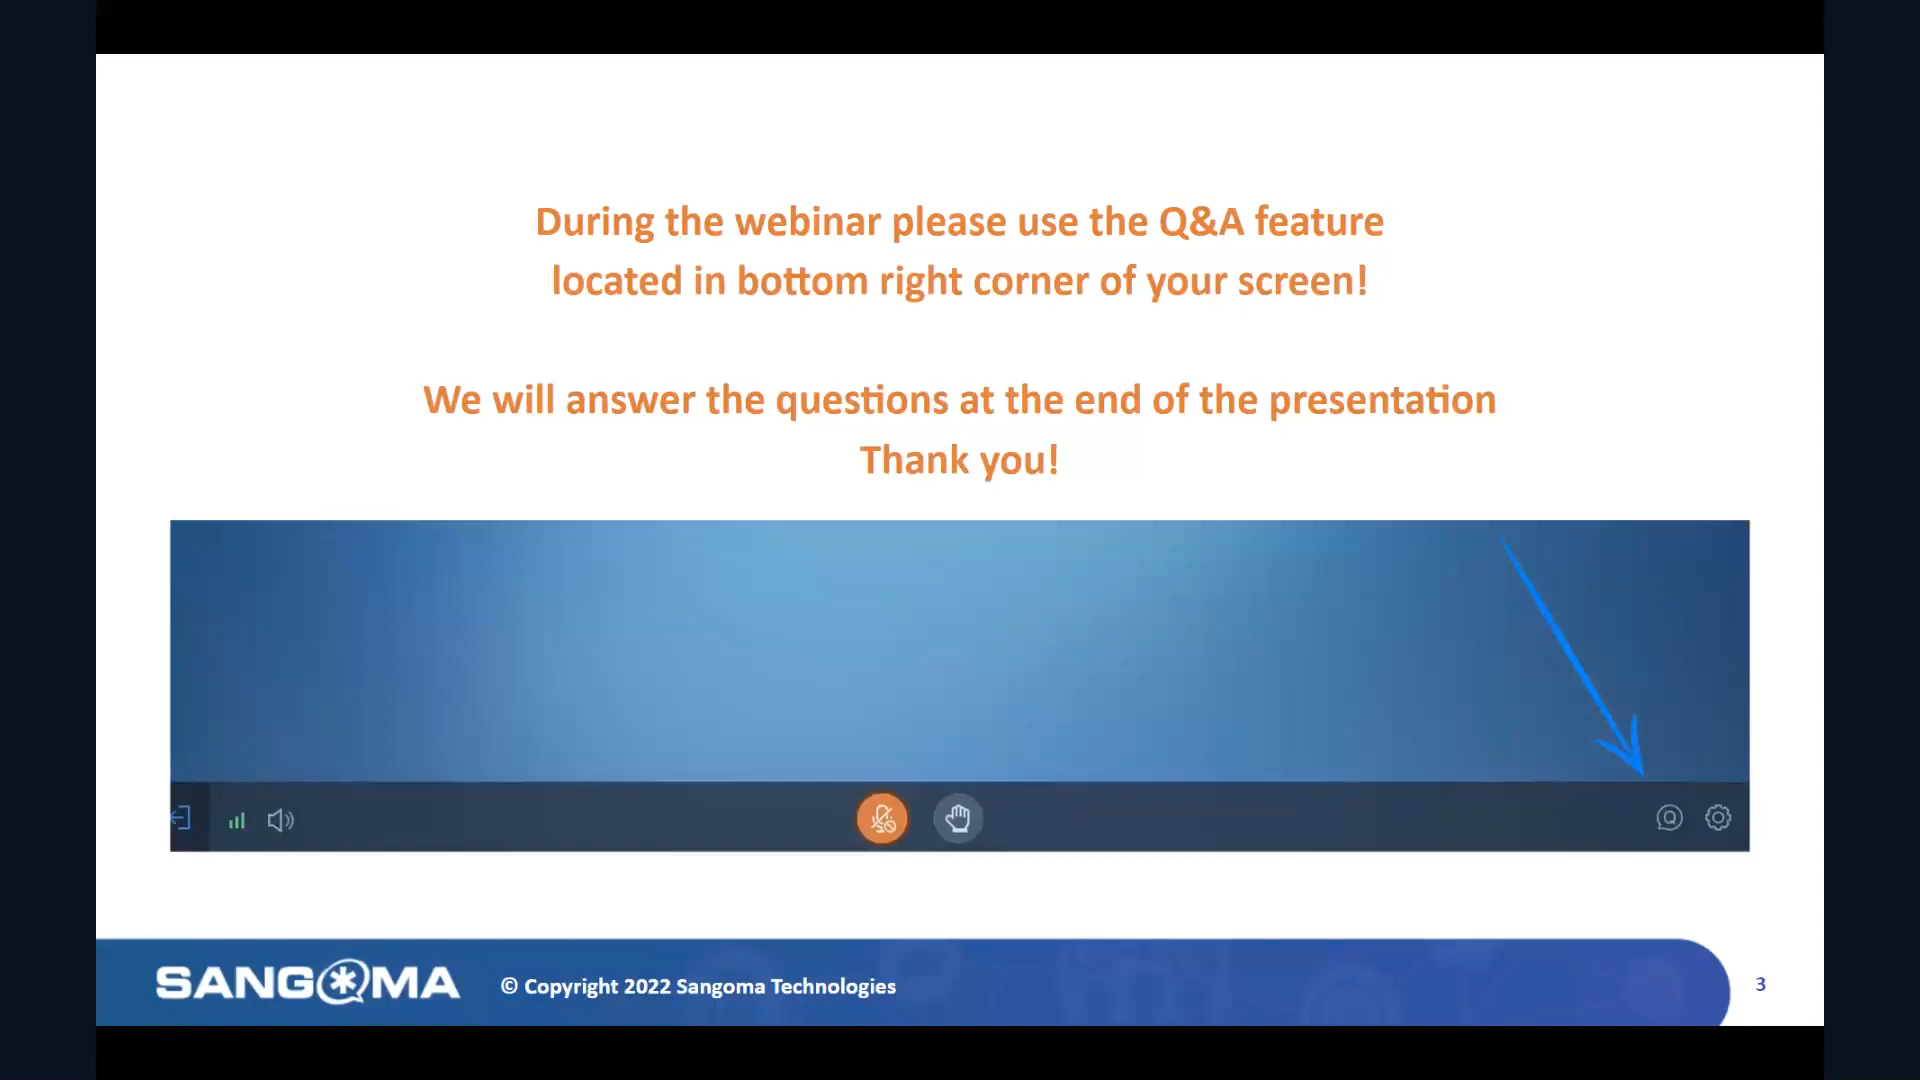 During the webinar please use the Q&A feature
located in bottom right corner of your screen!
We will answer the questions at the end of the presentation
Thank you!
Q
SANGOMA
© Copyright 2022 Sangoma Technologies
3